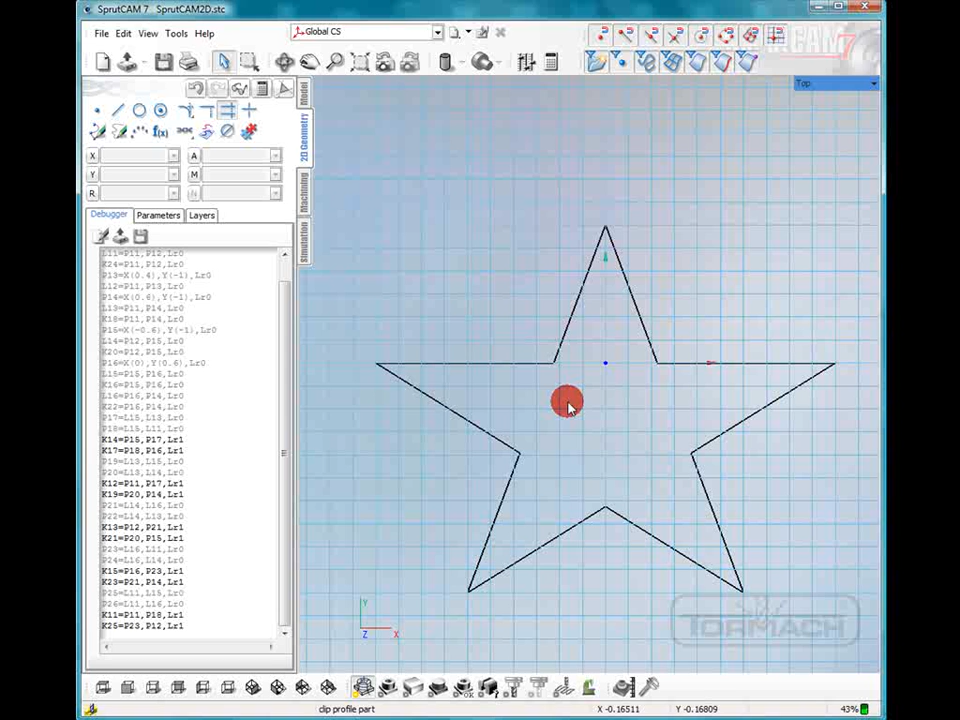 SprutCAM 7 - SprutCAM2D.stc
File Edit View Tools Help
Global CS
Top
Model
2D Geometry
Machining
Simulation
f(x)
X A
Y M
R N
Debugger Parameters Layers
L11=P11,P12,Lr0
K24=P11,P12,Lr0
P13=X(0.4),Y(-1),Lr0
L12=P11,P13,Lr0
P14=X(0.6),Y(-1),Lr0
L13=P11,P14,Lr0
K18=P11,P14,Lr0
P15=X(-0.6),Y(-1),Lr0
L14=P12,P15,Lr0
K20=P12,P15,Lr0
P16=X(0),Y(0.6),Lr0
L15=P15,P16,Lr0
K16=P15,P16,Lr0
L16=P16,P14,Lr0
K22=P16,P14,Lr0
P17=L15,L13,Lr0
P18=L15,L11,Lr0
K14=P15,P17,Lr1
K17=P18,P16,Lr1
P19=L13,L15,Lr0
P20=L13,L14,Lr0
K12=P11,P17,Lr1
K19=P20,P14,Lr1
P21=L14,L16,Lr0
P22=L14,L13,Lr0
K13=P12,P21,Lr1
K21=P20,P15,Lr1
P23=L16,L11,Lr0
P24=L16,L14,Lr0
K15=P16,P23,Lr1
K23=P21,P14,Lr1
P25=L11,L15,Lr0
P26=L11,L16,Lr0
K11=P11,P18,Lr1
K25=P23,P12,Lr1
Y
Z X
TORMACH
clip profile part X -0.16511 Y -0.16809 43%